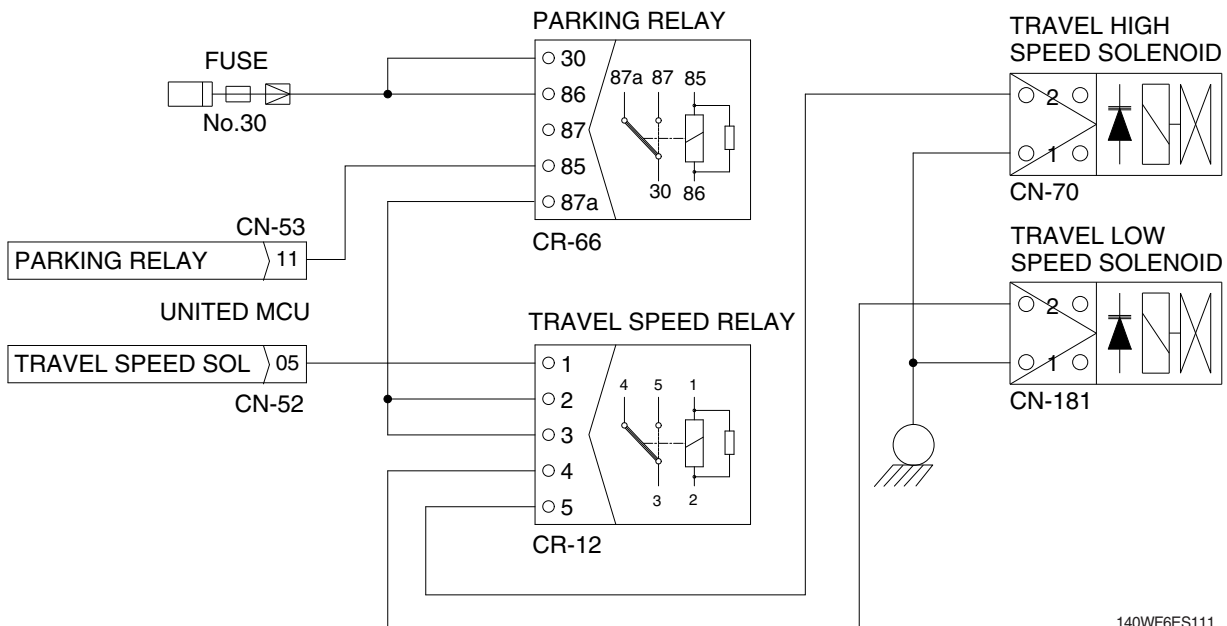 PARKING RELAY
FUSE
No.30
30
86
87
85
87a
87a 87 85
30 86
CR-66
CN-53
PARKING RELAY 11
UNITED MCU
TRAVEL SPEED SOL 05
CN-52
TRAVEL SPEED RELAY
1
2
3
4
5
4 5 1
3 2
CR-12
TRAVEL HIGH
SPEED SOLENOID
2
1
CN-70
TRAVEL LOW
SPEED SOLENOID
2
1
CN-181
140WF6ES111